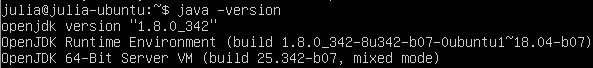 julia@julia-ubuntu:~$ java -version
openjdk version "1.8.0_342"
OpenJDK Runtime Environment (build 1.8.0_342-8u342-b07-0ubuntu1~18.04-b07)
OpenJDK 64-Bit Server VM (build 25.342-b07, mixed mode)